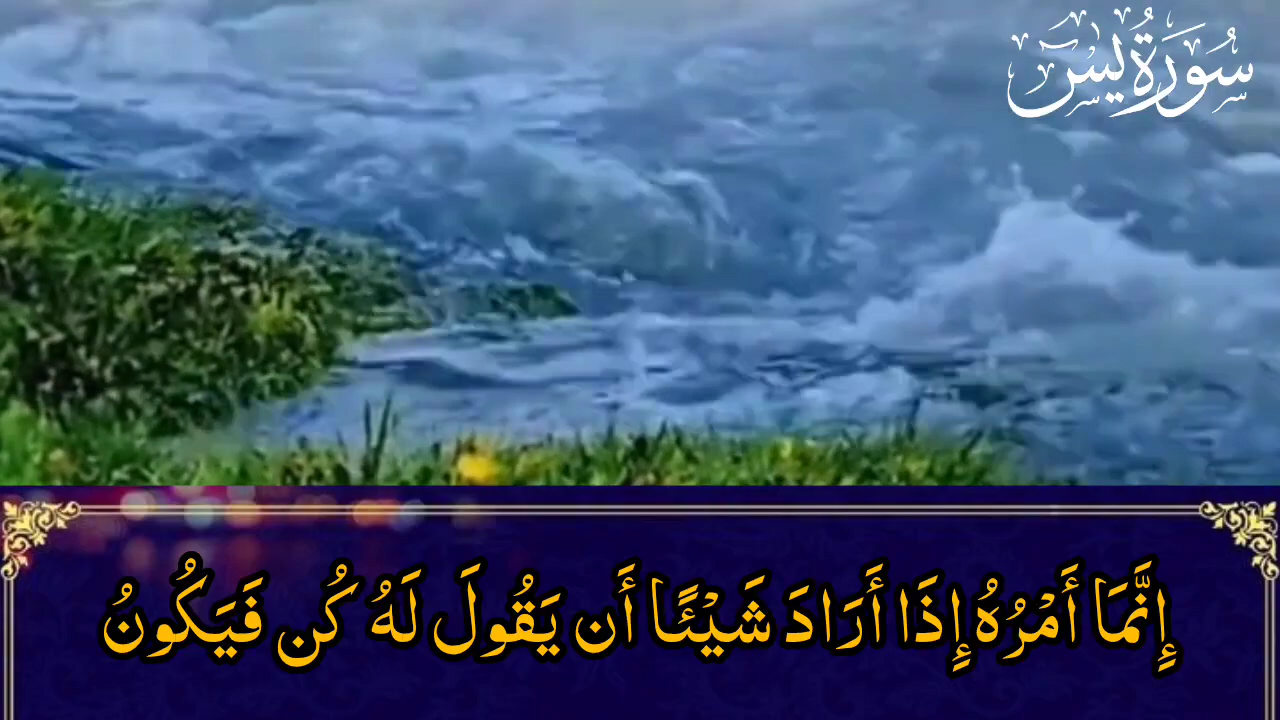 سُورَةُ يسٓ
إِنَّمَا أَمْرُهُ إِذَا أَرَادَ شَيْئًا أَن يَقُولَ لَهُ كُن فَيَكُونُ